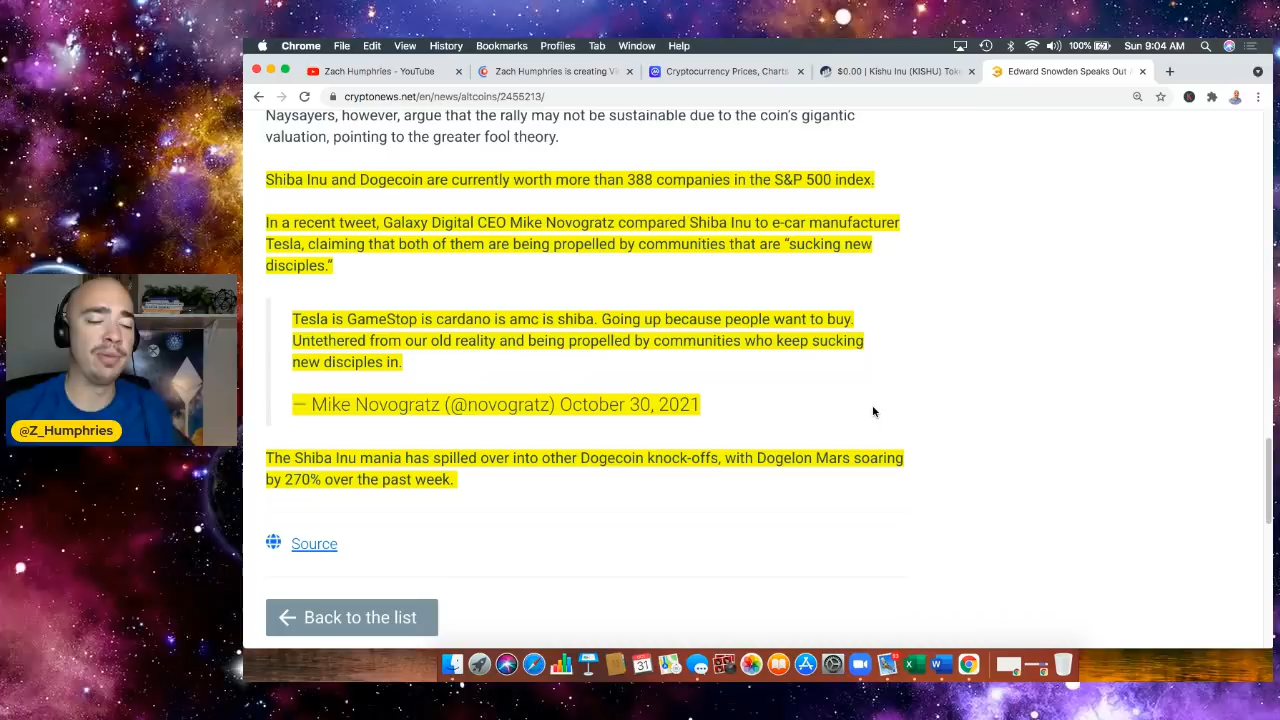 Chrome File Edit View History Bookmarks Profiles Tab Window Help 100% Sun 9:04 AM
Zach Humphries - YouTube Zach Humphries is creating Vi Cryptocurrency Prices, Charts $0.00 | Kishu Inu (KISHU) Tok Edward Snowden Speaks Out
cryptonews.net/en/news/altcoins/2455213/
Naysayers, however, argue that the rally may not be sustainable due to the coin's gigantic
valuation, pointing to the greater fool theory.
Shiba Inu and Dogecoin are currently worth more than 388 companies in the S&P 500 index.
In a recent tweet, Galaxy Digital CEO Mike Novogratz compared Shiba Inu to e-car manufacturer
Tesla, claiming that both of them are being propelled by communities that are “sucking new
disciples.”
Tesla is GameStop is cardano is amc is shiba. Going up because people want to buy.
Untethered from our old reality and being propelled by communities who keep sucking
new disciples in.
— Mike Novogratz (@novogratz) October 30, 2021
@Z_Humphries
The Shiba Inu mania has spilled over into other Dogecoin knock-offs, with Dogelon Mars soaring
by 270% over the past week.
Source
Back to the list
31